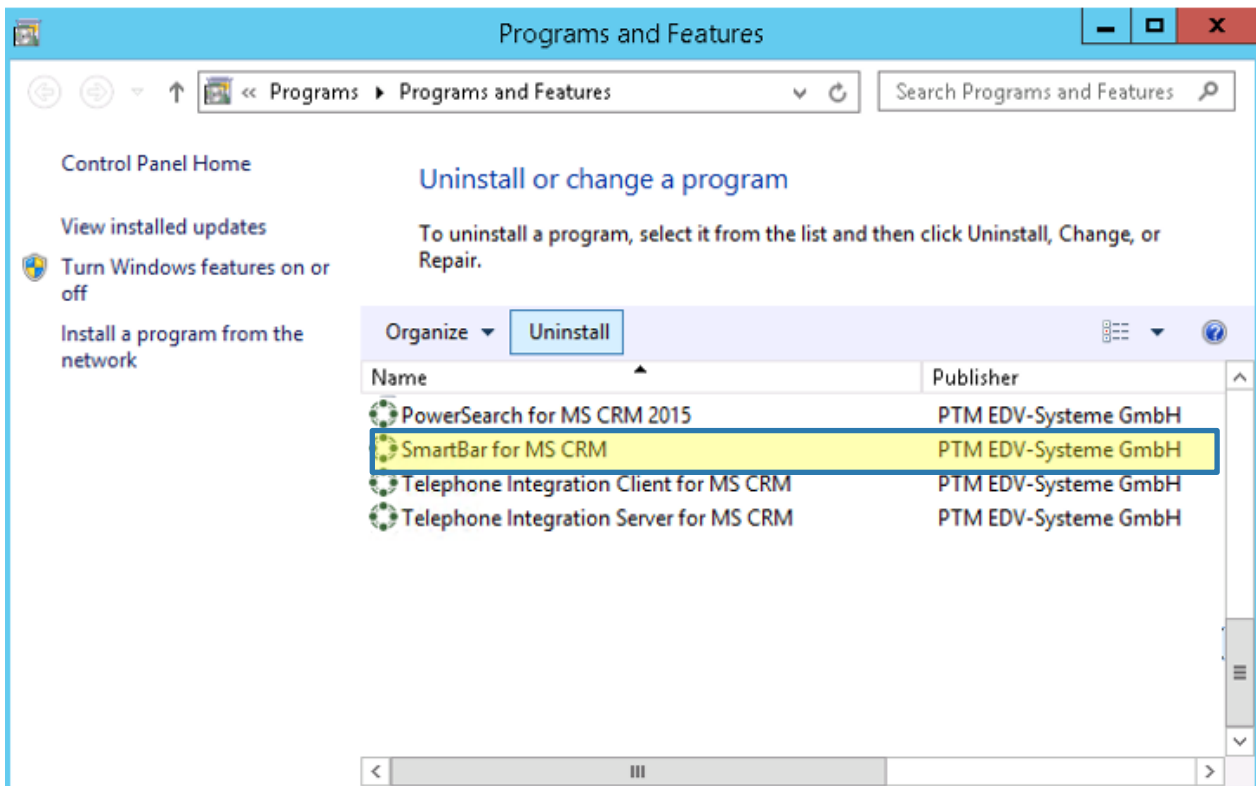 Programs and Features
« Programs ▸ Programs and Features
Search Programs and Features
Control Panel Home
View installed updates
Turn Windows features on or
off
Install a program from the
network
Uninstall or change a program
To uninstall a program, select it from the list and then click Uninstall, Change, or
Repair.
Organize Uninstall
Name Publisher
PowerSearch for MS CRM 2015 PTM EDV-Systeme GmbH
SmartBar for MS CRM PTM EDV-Systeme GmbH
Telephone Integration Client for MS CRM PTM EDV-Systeme GmbH
Telephone Integration Server for MS CRM PTM EDV-Systeme GmbH